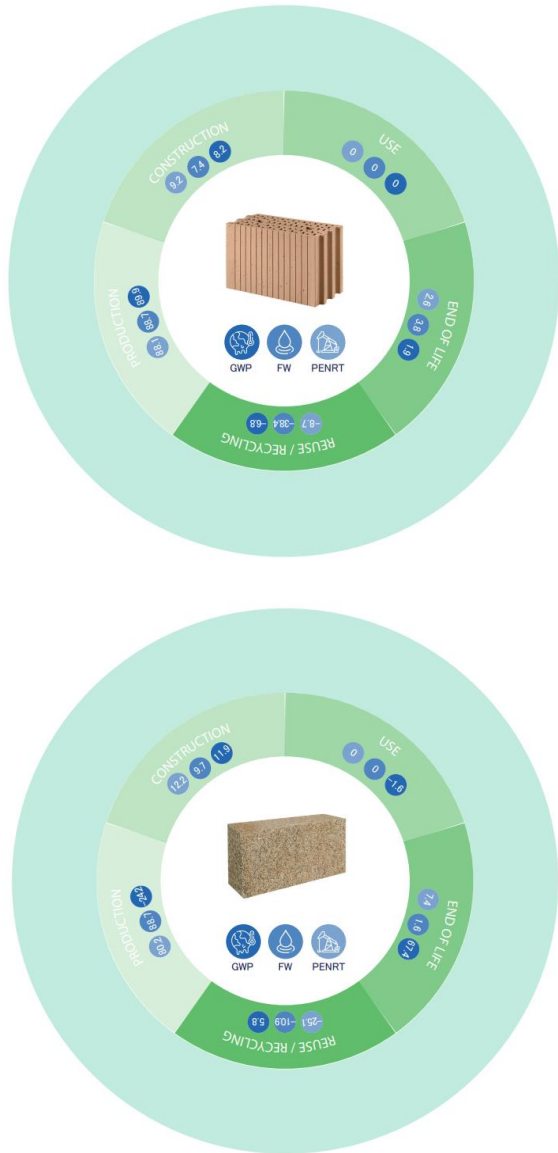 CONSTRUCTION
9.2 7.4 8.2
USE
0 0 0
PRODUCTION
89.9
88.7
88.1
END OF LIFE
2.6
3.8
1.9
GWP FW PENRT
−8.7 −38.4 −6.8
REUSE / RECYCLING
CONSTRUCTION
12.2 9.7 11.9
USE
0 0 −1.6
PRODUCTION
−24.2
88.7
80.2
END OF LIFE
7.4
1.6
67.4
GWP FW PENRT
−25.1 −10.9 5.8
REUSE / RECYCLING